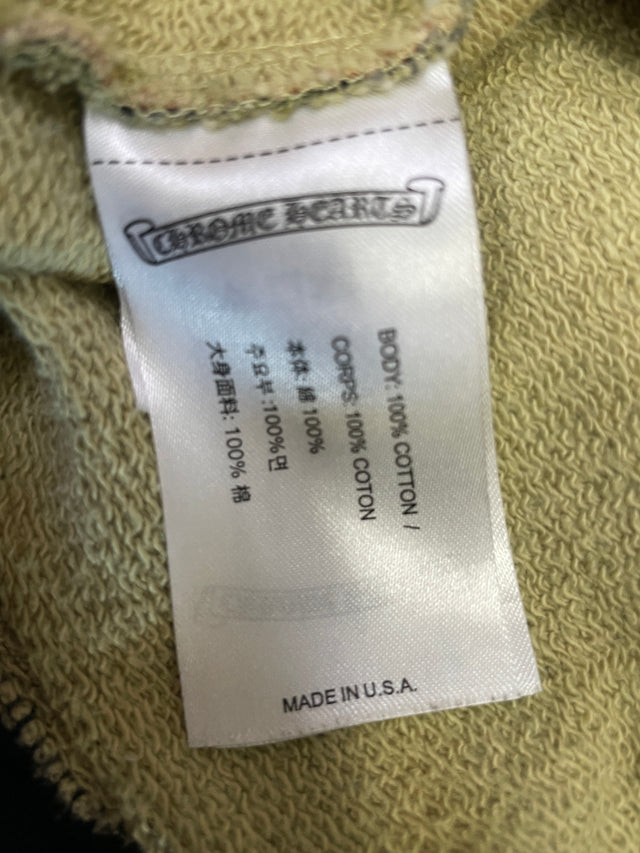 CHROME HEARTS
BODY: 100% COTTON /
CORPS: 100% COTON
本体: 綿 100%
주요부 :100% 면
大身面料: 100% 棉
MADE IN U.S.A.